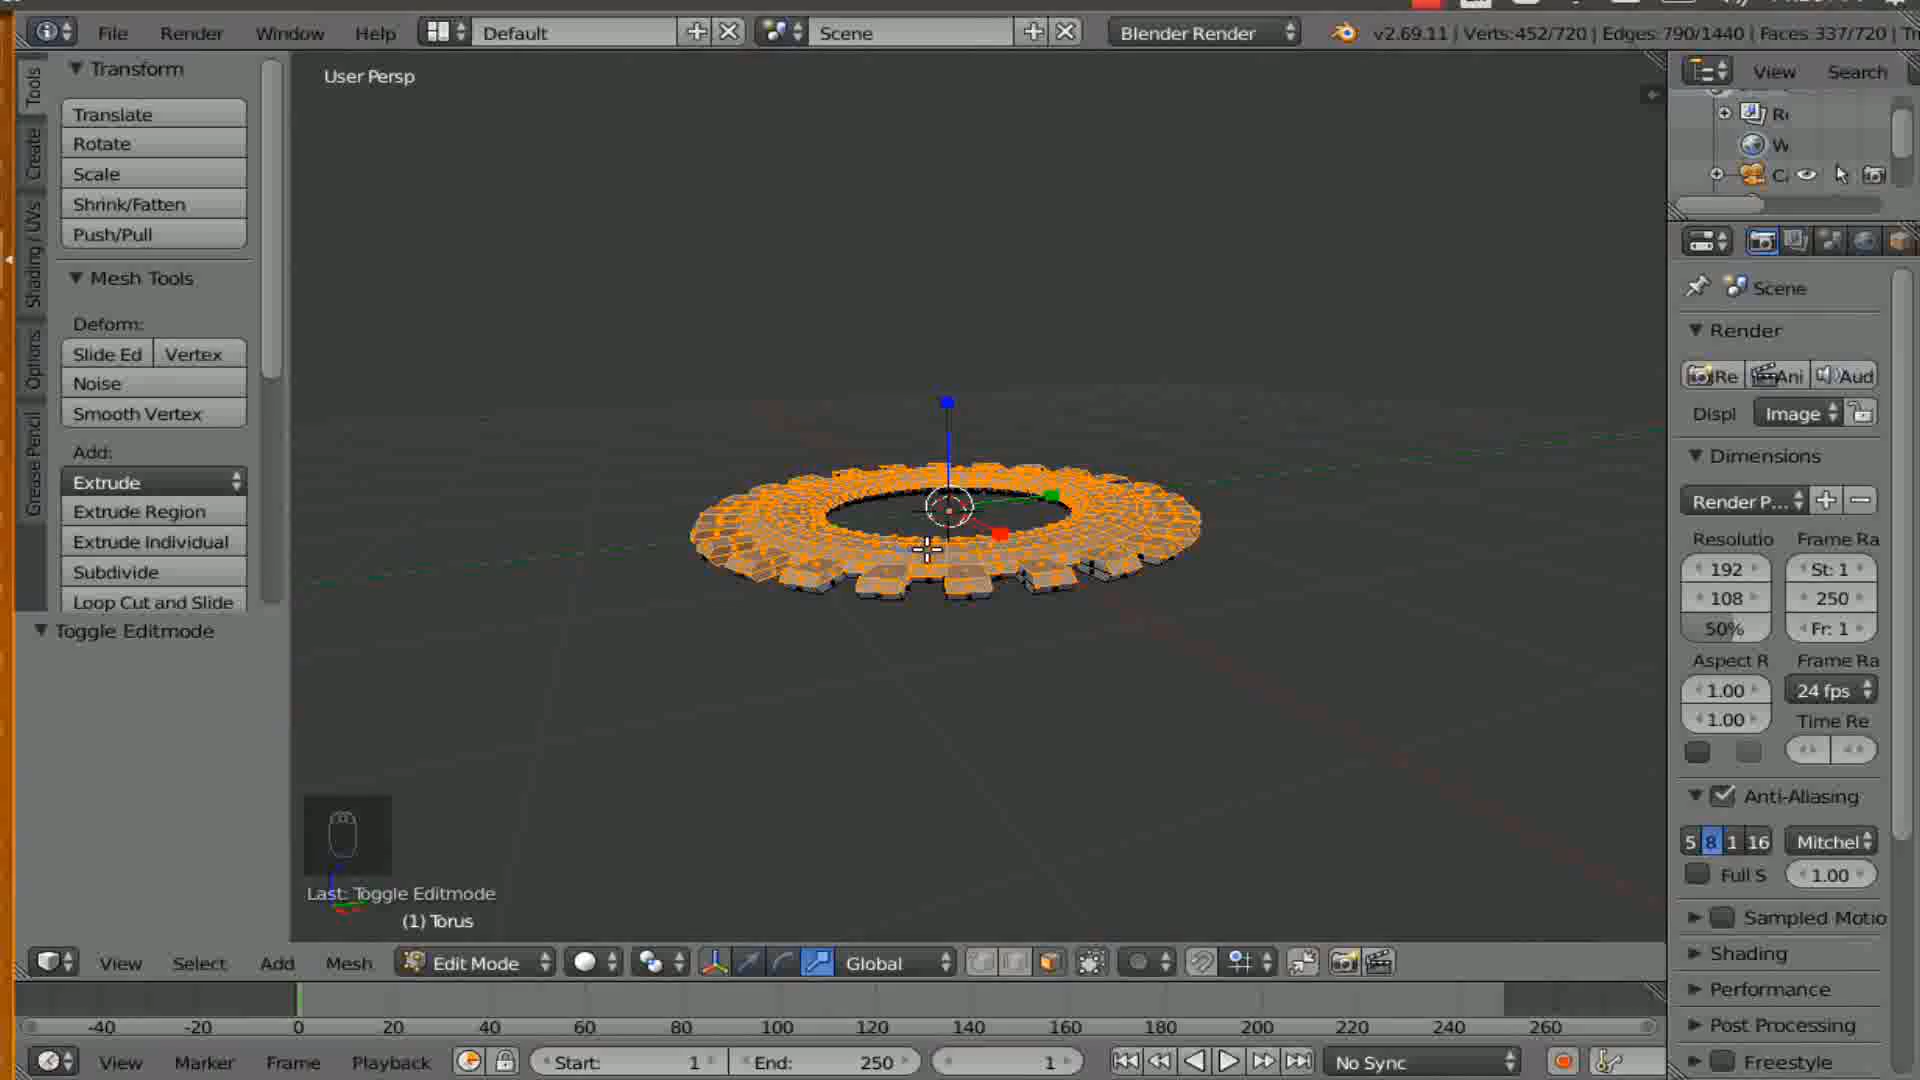 File Render Window Help Default Scene Blender Render v2.69.11 | Verts:452/720 | Edges:790/1440 | Faces:337/720 | Tr
Tools
Create
Shading / UVs
Options
Grease Pencil
Transform
Translate
Rotate
Scale
Shrink/Fatten
Push/Pull
Mesh Tools
Deform:
Slide Ed Vertex
Noise
Smooth Vertex
Add:
Extrude
Extrude Region
Extrude Individual
Subdivide
Loop Cut and Slide
Toggle Editmode
User Persp
Last: Toggle Editmode
(1) Torus
View Search
Scene
Render
Re Ani Aud
Displ Image
Dimensions
Render P...
Resolutio Frame Ra
192 St: 1
108 250
50% Fr: 1
Aspect R Frame Ra
1.00 24 fps
1.00 Time Re
Anti-Aliasing
5 8 1 16 Mitchel
Full S 1.00
Sampled Motio
Shading
Performance
Post Processing
Freestyle
View Select Add Mesh Edit Mode Global
-40 -20 0 20 40 60 80 100 120 140 160 180 200 220 240 260
View Marker Frame Playback Start: 1 End: 250 1 No Sync